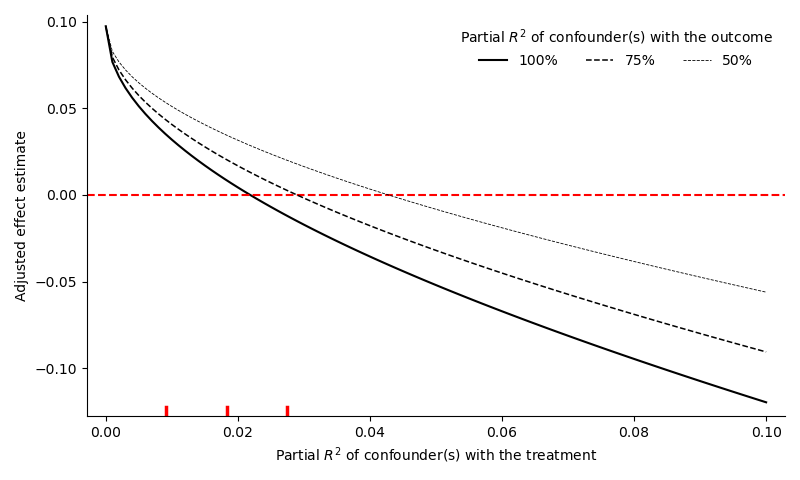 Partial R² of confounder(s) with the outcome
100% 75% 50%
Adjusted effect estimate
0.10
0.05
0.00
−0.05
−0.10
0.00 0.02 0.04 0.06 0.08 0.10
Partial R² of confounder(s) with the treatment